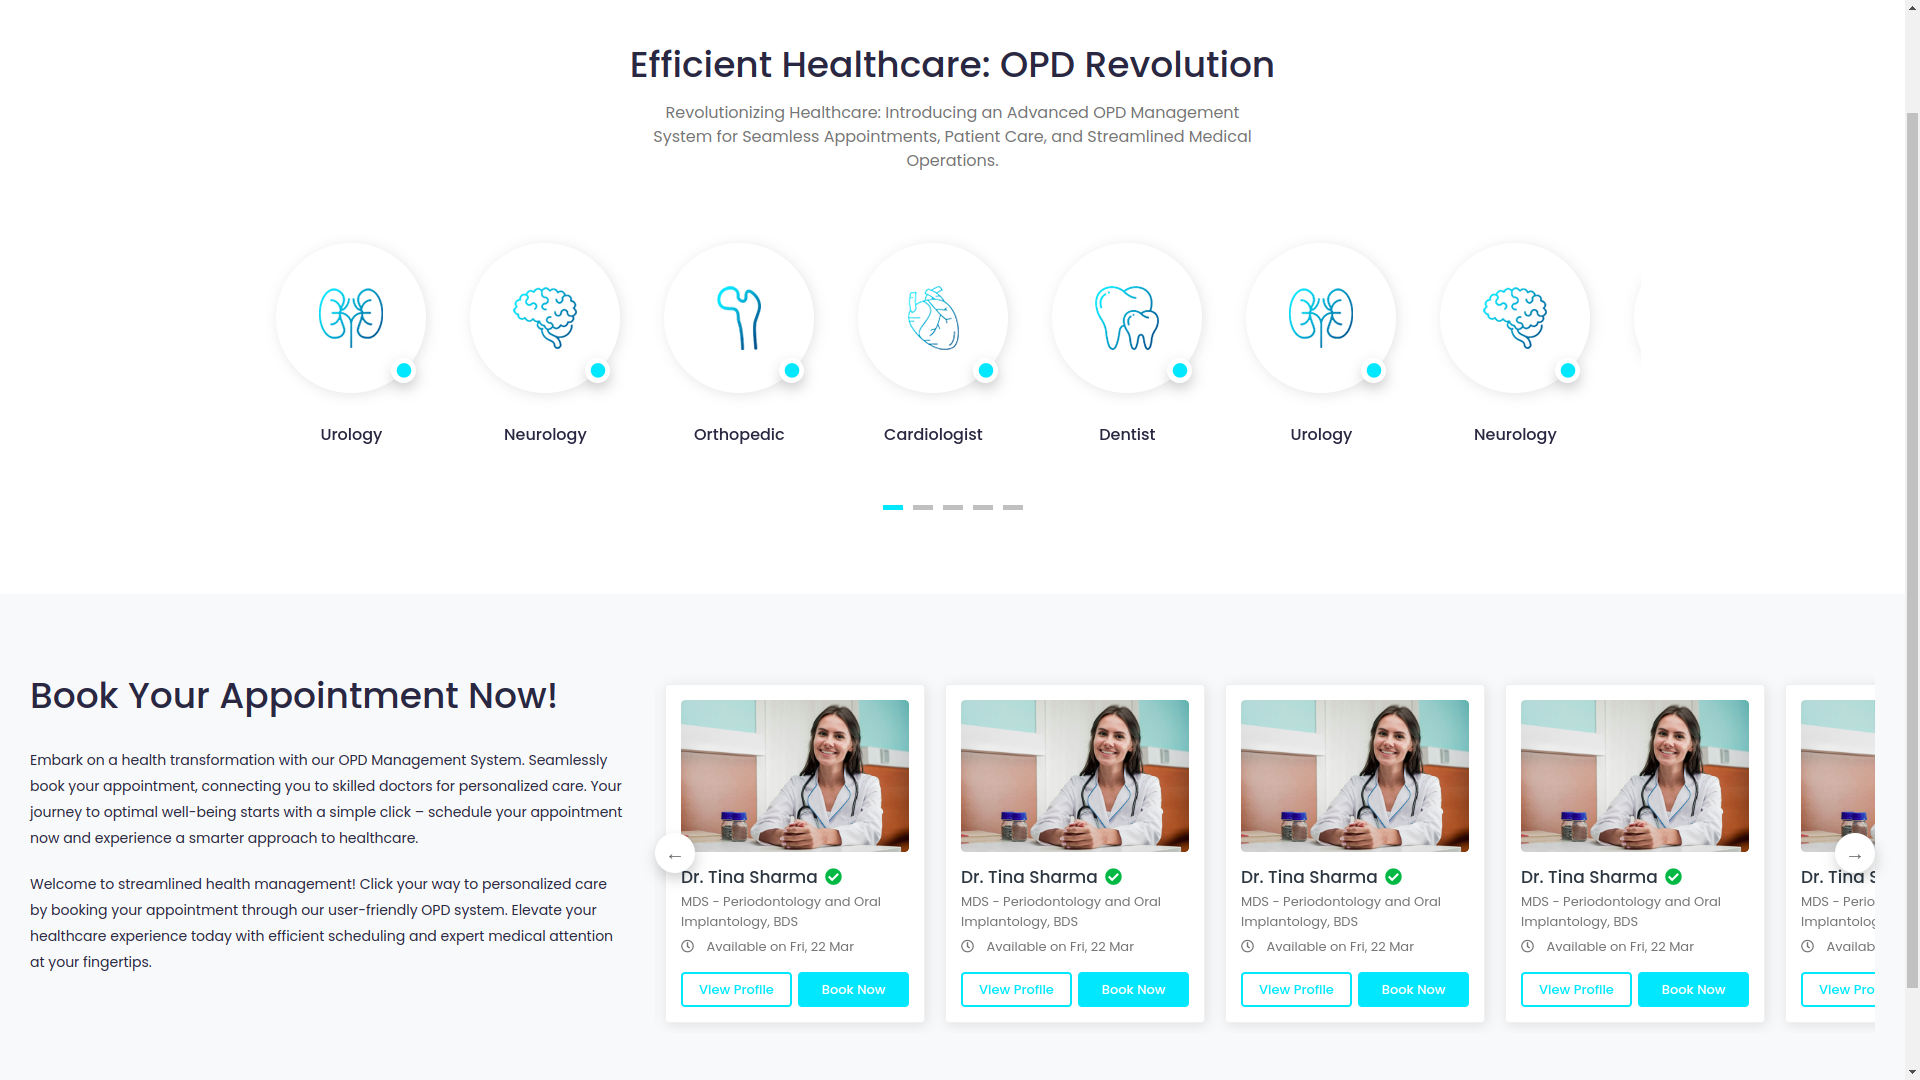 Efficient Healthcare: OPD Revolution
Revolutionizing Healthcare: Introducing an Advanced OPD Management
System for Seamless Appointments, Patient Care, and Streamlined Medical
Operations.
Urology
Neurology
Orthopedic
Cardiologist
Dentist
Urology
Neurology
Book Your Appointment Now!
Embark on a health transformation with our OPD Management System. Seamlessly
book your appointment, connecting you to skilled doctors for personalized care. Your
journey to optimal well-being starts with a simple click – schedule your appointment
now and experience a smarter approach to healthcare.
Welcome to streamlined health management! Click your way to personalized care
by booking your appointment through our user-friendly OPD system. Elevate your
healthcare experience today with efficient scheduling and expert medical attention
at your fingertips.
←
Dr. Tina Sharma
MDS - Periodontology and Oral
Implantology, BDS
Available on Fri, 22 Mar
View Profile
Book Now
Dr. Tina Sharma
MDS - Periodontology and Oral
Implantology, BDS
Available on Fri, 22 Mar
View Profile
Book Now
Dr. Tina Sharma
MDS - Periodontology and Oral
Implantology, BDS
Available on Fri, 22 Mar
View Profile
Book Now
Dr. Tina Sharma
MDS - Periodontology and Oral
Implantology, BDS
Available on Fri, 22 Mar
View Profile
Book Now
→
Dr. Tina S
MDS - Perio
Implantolog
Availab
View Pro